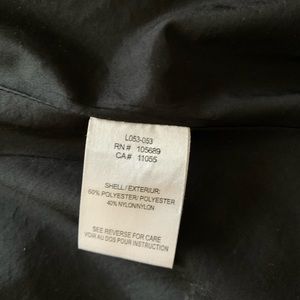 L053-053
RN# 105689
CA# 11055
SHELL/EXTERIUR:
60% POLYESTER/POLYESTER
40% NYLON/NYLON
SEE REVERSE FOR CARE
VOIR AU DOS POUR INSTRUCTION